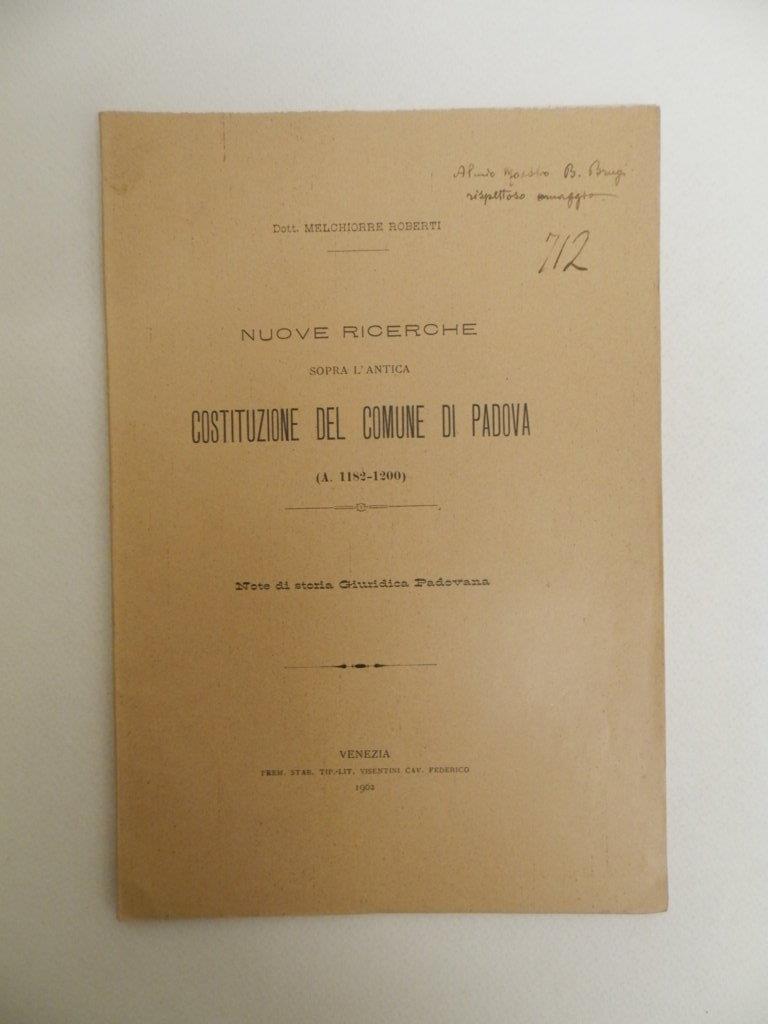 Al mio Maestro B. Brugi
rispettoso omaggio
712
Dott. MELCHIORRE ROBERTI
NUOVE RICERCHE
SOPRA L'ANTICA
COSTITUZIONE DEL COMUNE DI PADOVA
(A. 1182-1200)
Note di storia Giuridica Padovana
VENEZIA
PREM. STAB. TIP.-LIT. VISENTINI CAV. FEDERICO
1902